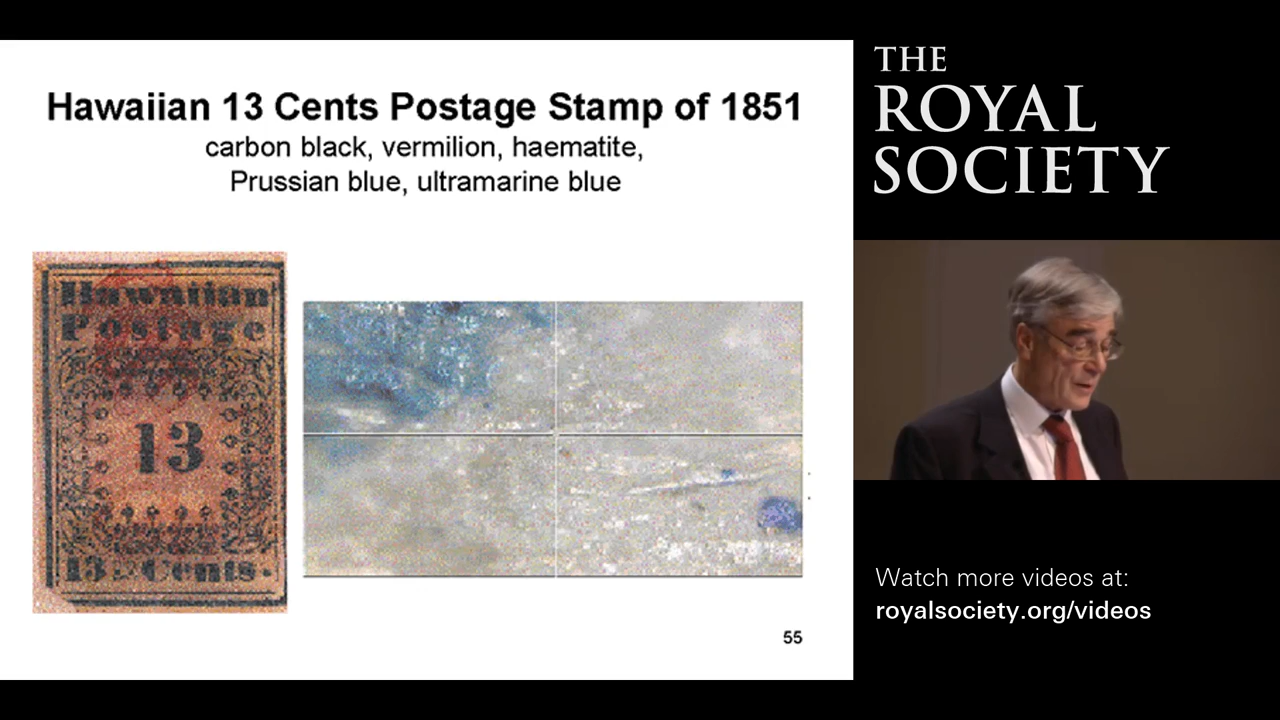 Hawaiian 13 Cents Postage Stamp of 1851
carbon black, vermilion, haematite,
Prussian blue, ultramarine blue
Hawaiian
Postage
13
13 Cents.
55
THE
ROYAL
SOCIETY
Watch more videos at:
royalsociety.org/videos